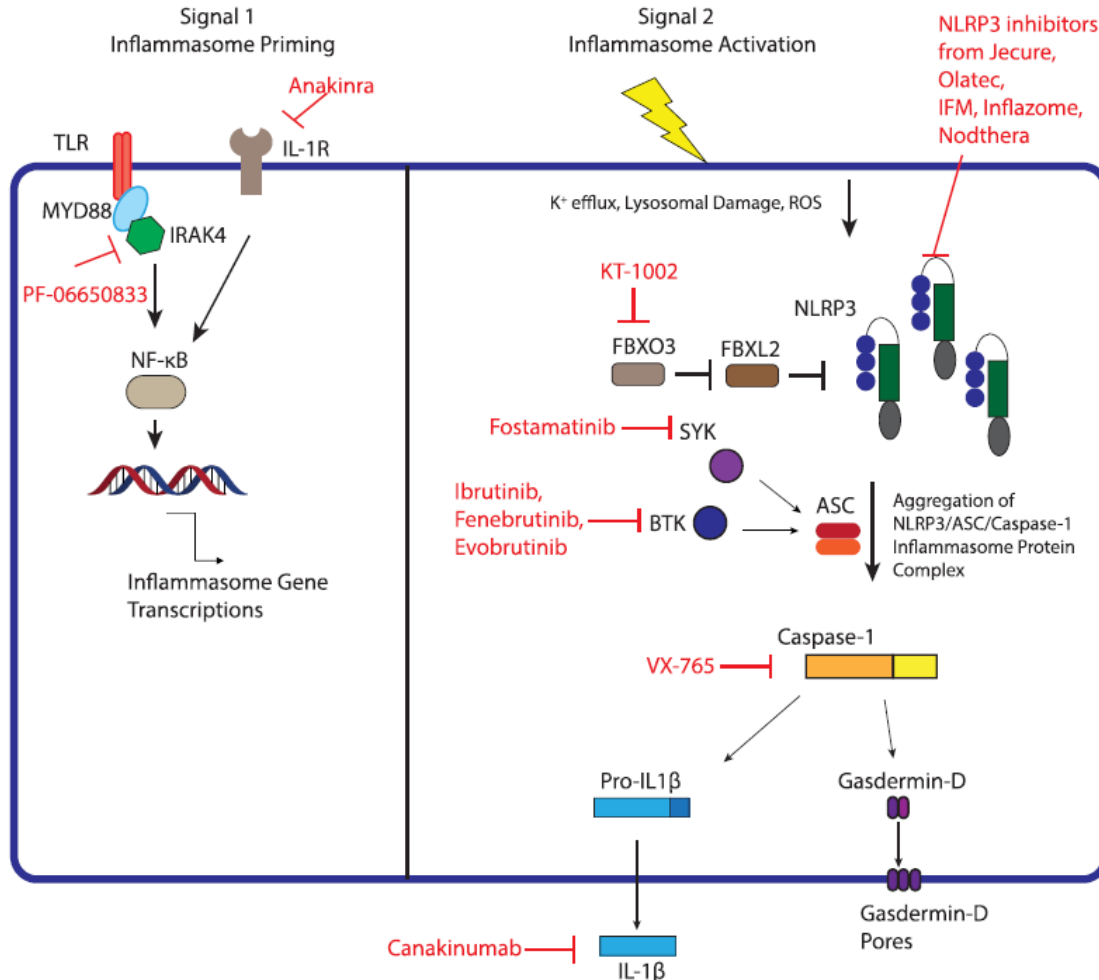 Signal 1
Inflammasome Priming
Anakinra
TLR
IL-1R
MYD88
IRAK4
PF-06650833
NF-κB
Inflammasome Gene
Transcriptions
Signal 2
Inflammasome Activation
NLRP3 inhibitors
from Jecure,
Olatec,
IFM, Inflazome,
Nodthera
K⁺ efflux, Lysosomal Damage, ROS
KT-1002
NLRP3
FBXO3
FBXL2
Fostamatinib
SYK
Ibrutinib,
Fenebrutinib,
Evobrutinib
BTK
ASC
Aggregation of
NLRP3/ASC/Caspase-1
Inflammasome Protein
Complex
Caspase-1
VX-765
Pro-IL1β
Gasdermin-D
Gasdermin-D
Pores
Canakinumab
IL-1β